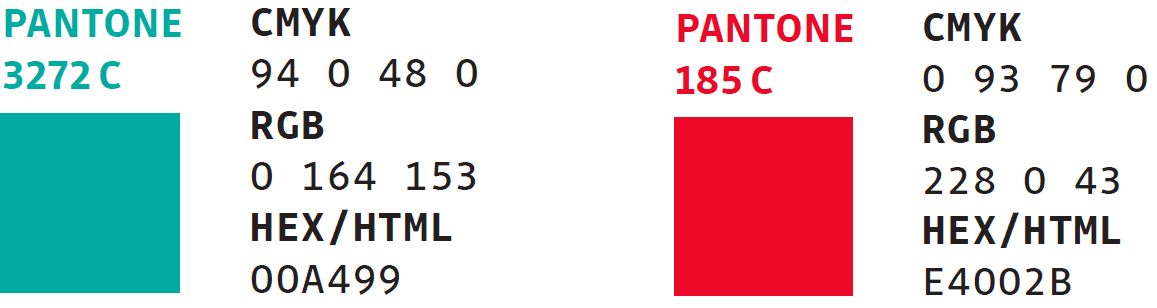 PANTONE
3272 C
CMYK
94 0 48 0
RGB
0 164 153
HEX/HTML
00A499
PANTONE
185 C
CMYK
0 93 79 0
RGB
228 0 43
HEX/HTML
E4002B